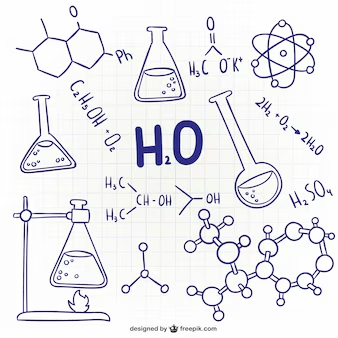 O
Ph
O
H₃C O⁻K⁺
C₂H₅OH + O₂
2H₂ + O₂ → 2H₂O
H₂O
H₂SO₄
H₃C
CH-OH
H₃C
OH
designed by freepik.com